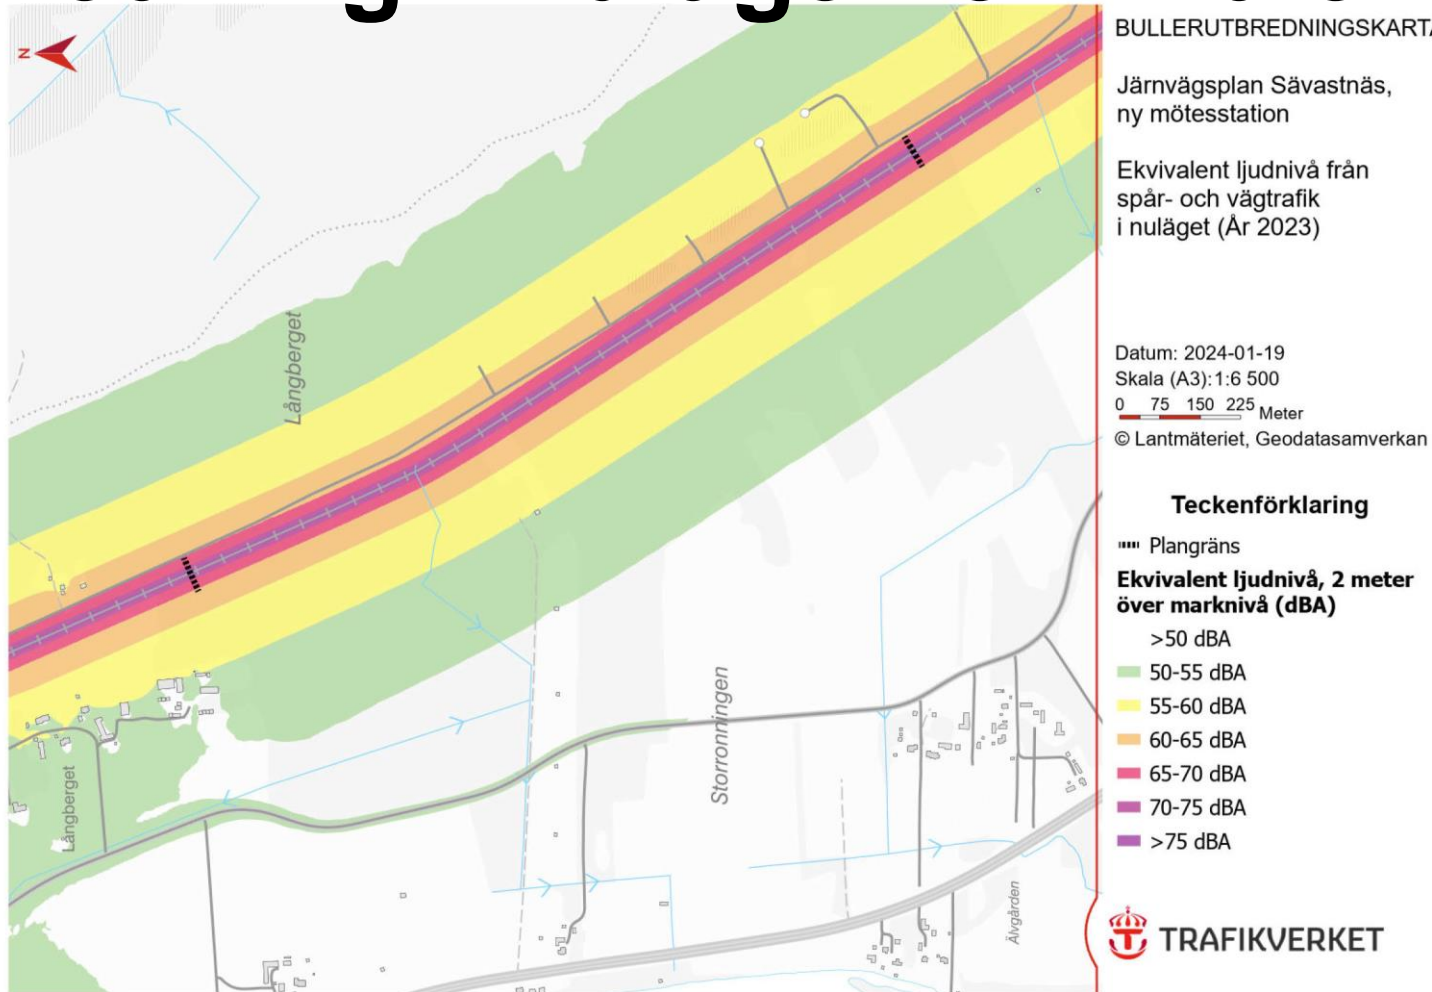 N
BULLERUTBREDNINGSKARTA
Järnvägsplan Sävastnäs,
ny mötesstation
Ekvivalent ljudnivå från
spår- och vägtrafik
i nuläget (År 2023)
Datum: 2024-01-19
Skala (A3):1:6 500
0 75 150 225 Meter
© Lantmäteriet, Geodatasamverkan
Teckenförklaring
Plangräns
Ekvivalent ljudnivå, 2 meter
över marknivå (dBA)
>50 dBA
50-55 dBA
55-60 dBA
60-65 dBA
65-70 dBA
70-75 dBA
>75 dBA
TRAFIKVERKET
Långberget
Långberget
Storronningen
Älvgården